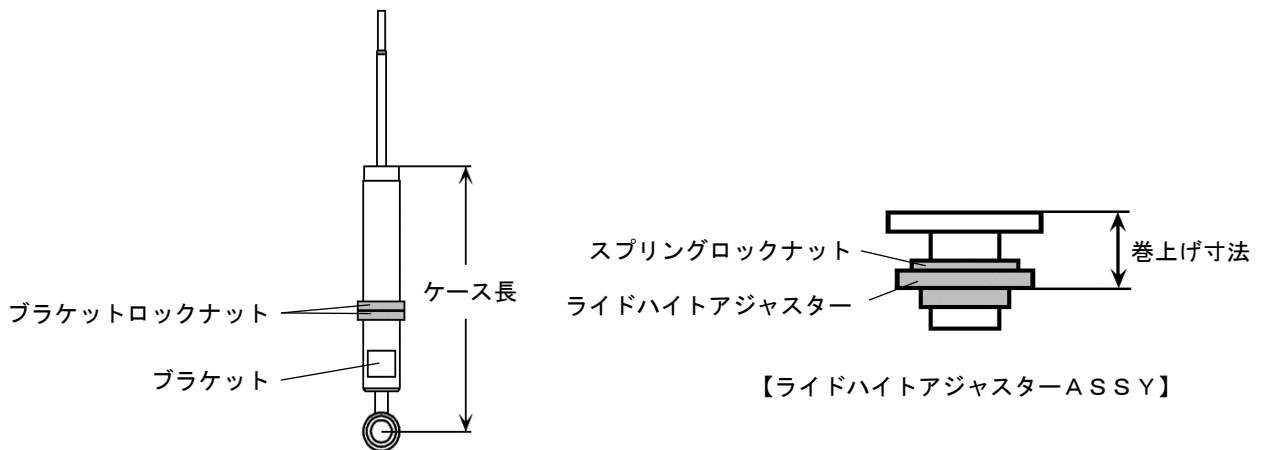 ケース長
ブラケットロックナット
ブラケット
スプリングロックナット
ライドハイトアジャスター
巻上げ寸法
【ライドハイトアジャスターＡＳＳＹ】